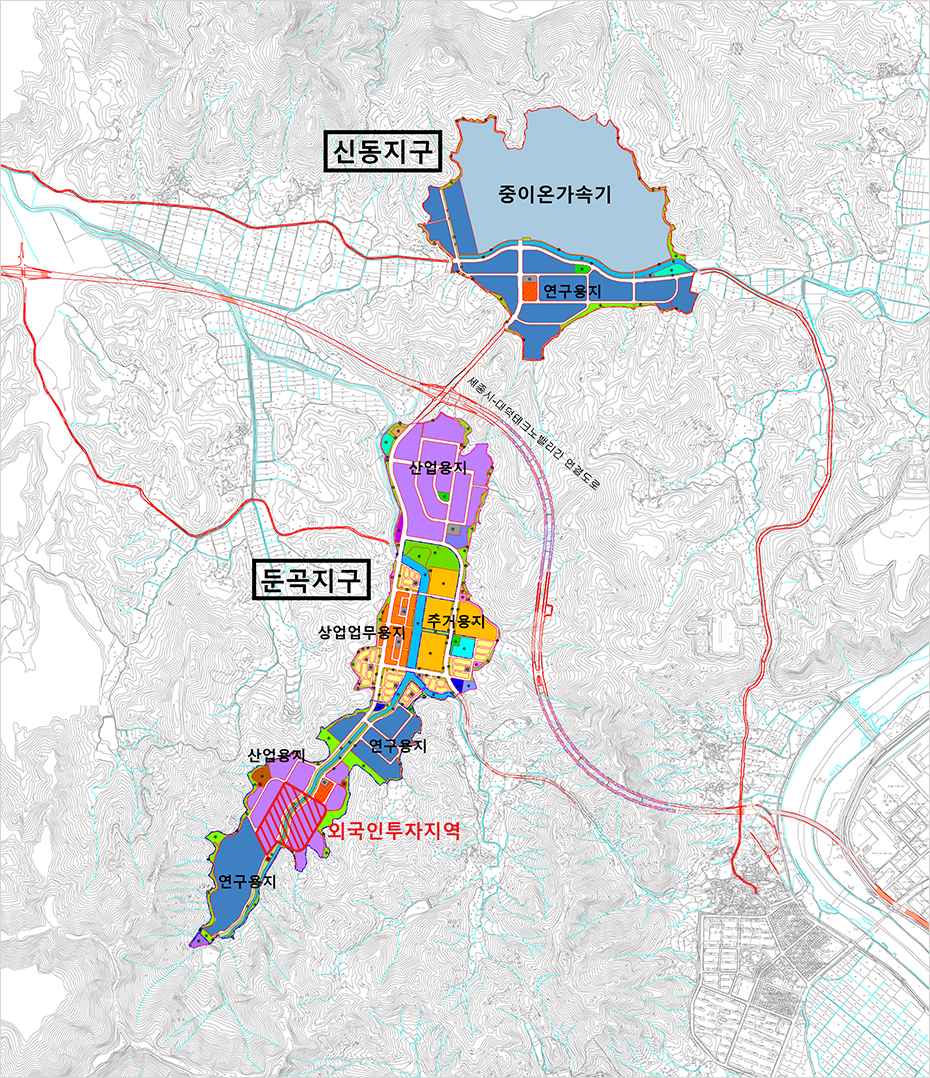 신동지구
중이온가속기
연구용지
세종시-대덕테크노밸리간 연결도로
산업용지
둔곡지구
주거용지
상업업무용지
연구용지
산업용지
외국인투자지역
연구용지